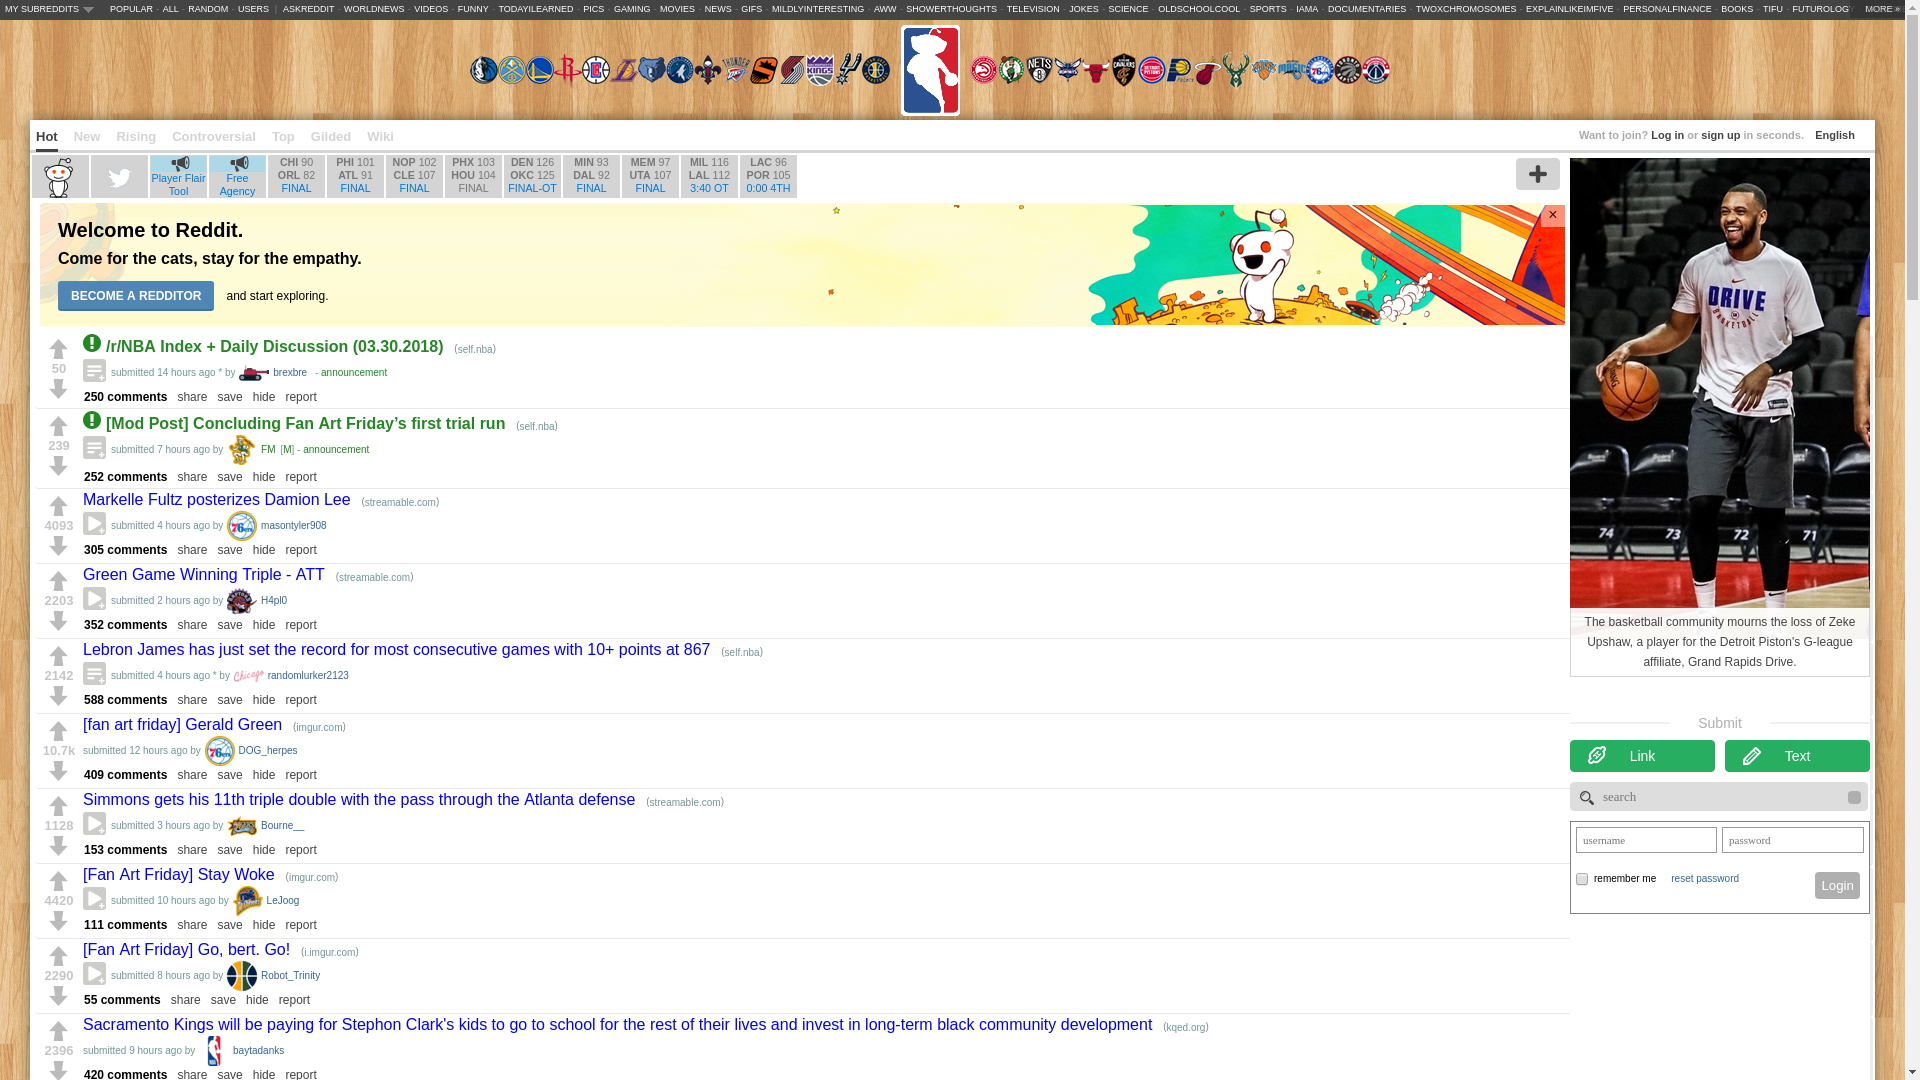 MY SUBREDDITS POPULAR - ALL - RANDOM - USERS | ASKREDDIT - WORLDNEWS - VIDEOS - FUNNY - TODAYILEARNED - PICS - GAMING - MOVIES - NEWS - GIFS - MILDLYINTERESTING - AWW - SHOWERTHOUGHTS - TELEVISION - JOKES - SCIENCE - OLDSCHOOLCOOL - SPORTS - IAMA - DOCUMENTARIES - TWOXCHROMOSOMES - EXPLAINLIKEIMFIVE - PERSONALFINANCE - BOOKS - TIFU - FUTUROLOGY MORE »
Hot New Rising Controversial Top Gilded Wiki
Want to join? Log in or sign up in seconds. English
Player Flair Tool
Free Agency
CHI 90
ORL 82
FINAL
PHI 101
ATL 91
FINAL
NOP 102
CLE 107
FINAL
PHX 103
HOU 104
FINAL
DEN 126
OKC 125
FINAL-OT
MIN 93
DAL 92
FINAL
MEM 97
UTA 107
FINAL
MIL 116
LAL 112
3:40 OT
LAC 96
POR 105
0:00 4TH
Welcome to Reddit.
Come for the cats, stay for the empathy.
BECOME A REDDITOR and start exploring.
×
/r/NBA Index + Daily Discussion (03.30.2018) (self.nba)
50
submitted 14 hours ago * by brexbre - announcement
250 comments share save hide report
[Mod Post] Concluding Fan Art Friday’s first trial run (self.nba)
239
submitted 7 hours ago by FM [M] - announcement
252 comments share save hide report
Markelle Fultz posterizes Damion Lee (streamable.com)
4093
submitted 4 hours ago by masontyler908
305 comments share save hide report
Green Game Winning Triple - ATT (streamable.com)
2203
submitted 2 hours ago by H4pl0
352 comments share save hide report
Lebron James has just set the record for most consecutive games with 10+ points at 867 (self.nba)
2142
submitted 4 hours ago * by randomlurker2123
588 comments share save hide report
[fan art friday] Gerald Green (imgur.com)
10.7k
submitted 12 hours ago by DOG_herpes
409 comments share save hide report
Simmons gets his 11th triple double with the pass through the Atlanta defense (streamable.com)
1128
submitted 3 hours ago by Bourne__
153 comments share save hide report
[Fan Art Friday] Stay Woke (imgur.com)
4420
submitted 10 hours ago by LeJoog
111 comments share save hide report
[Fan Art Friday] Go, bert. Go! (i.imgur.com)
2290
submitted 8 hours ago by Robot_Trinity
55 comments share save hide report
Sacramento Kings will be paying for Stephon Clark's kids to go to school for the rest of their lives and invest in long-term black community development (kqed.org)
2396
submitted 9 hours ago by baytadanks
420 comments share save hide report
DRIVE
BASKETBALL
74 73 72 71
The basketball community mourns the loss of Zeke
Upshaw, a player for the Detroit Piston's G-league
affiliate, Grand Rapids Drive.
Submit
Link Text
search
username password
remember me reset password Login